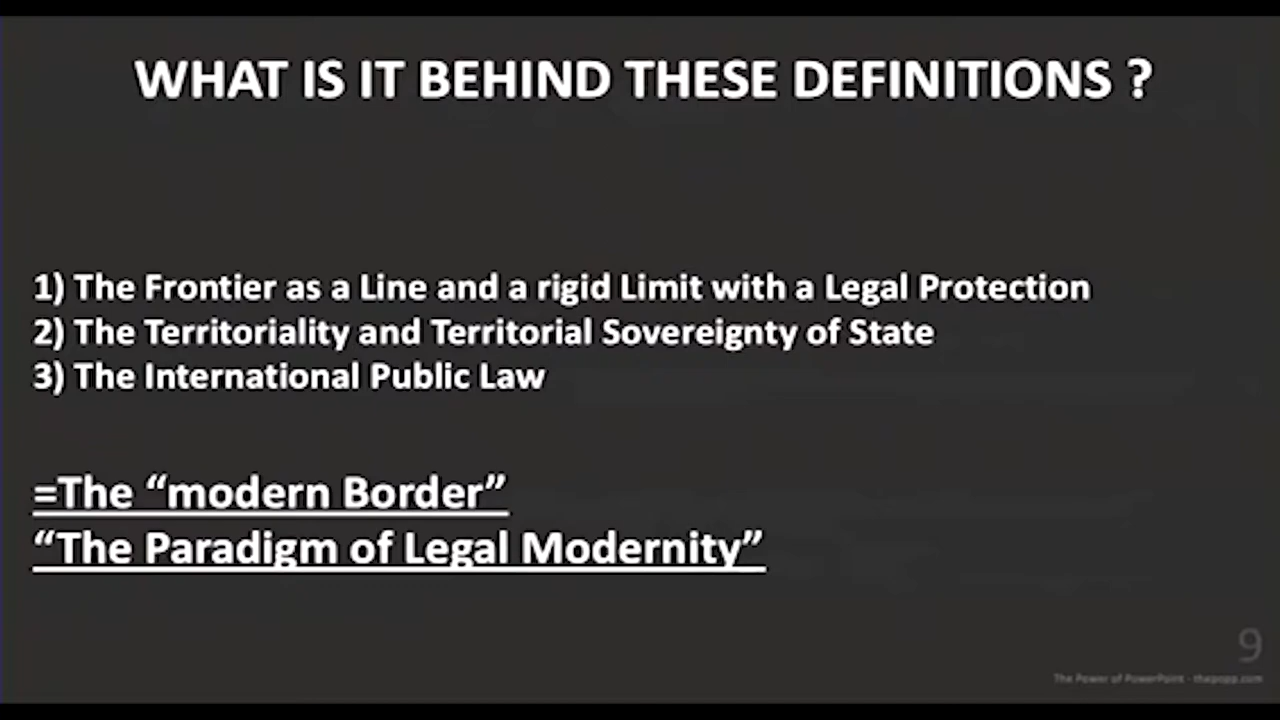 WHAT IS IT BEHIND THESE DEFINITIONS ?
1) The Frontier as a Line and a rigid Limit with a Legal Protection
2) The Territoriality and Territorial Sovereignty of State
3) The International Public Law
=The “modern Border”
“The Paradigm of Legal Modernity”
9
The Power of PowerPoint - thepopp.com